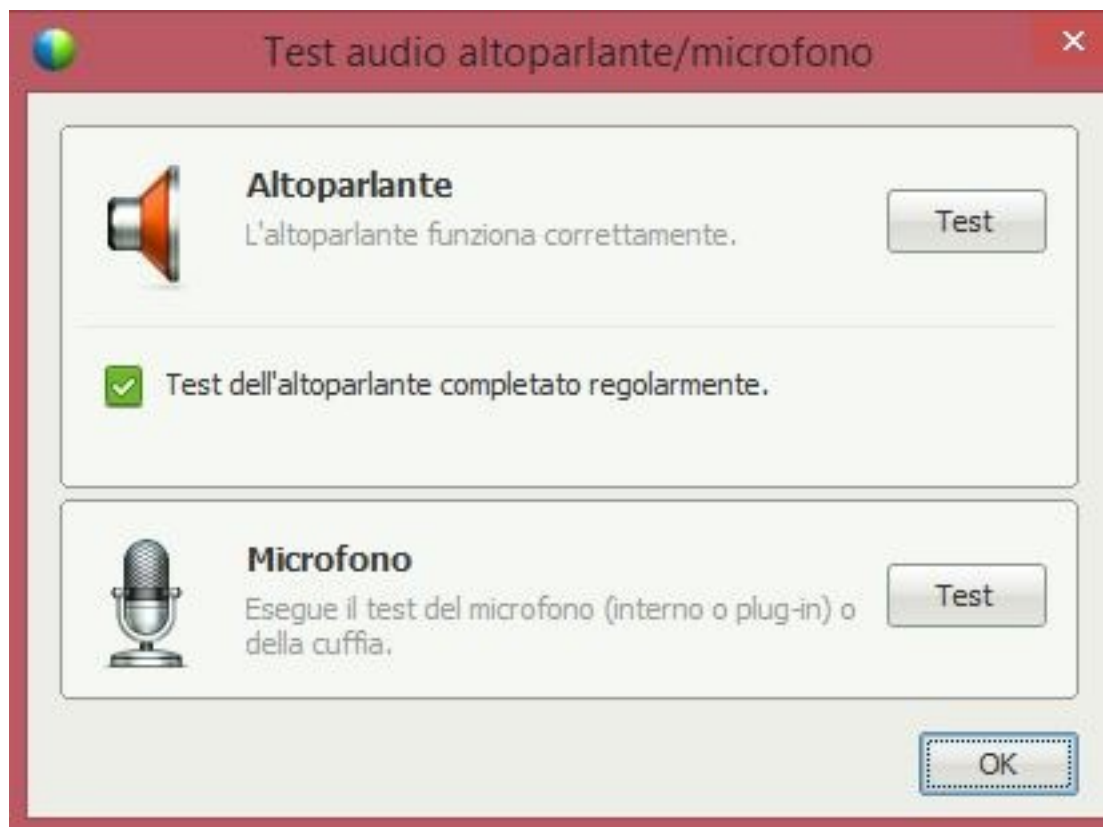 Test audio altoparlante/microfono
Altoparlante
L'altoparlante funziona correttamente.
Test
Test dell'altoparlante completato regolarmente.
Microfono
Esegue il test del microfono (interno o plug-in) o
della cuffia.
Test
OK